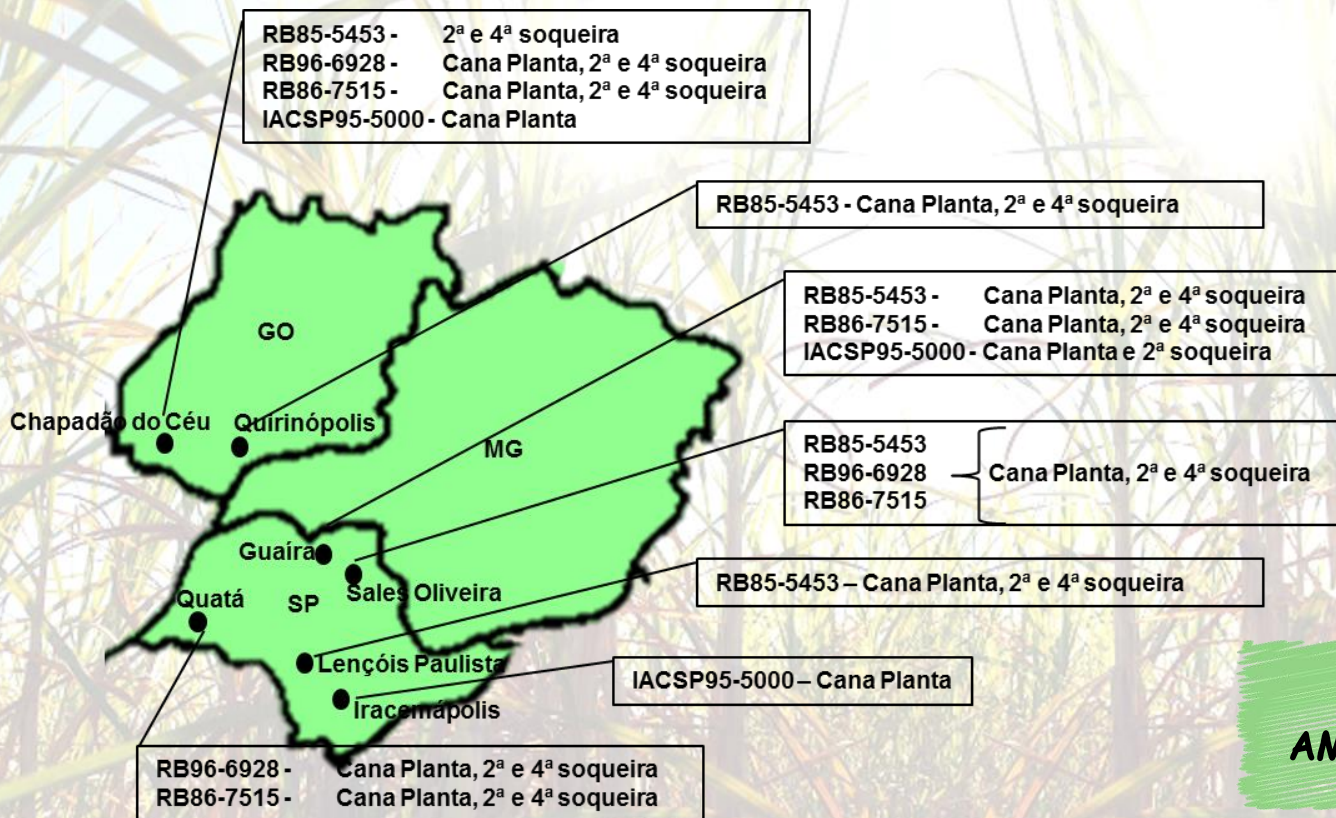 RB85-5453 - 2ª e 4ª soqueira
RB96-6928 - Cana Planta, 2ª e 4ª soqueira
RB86-7515 - Cana Planta, 2ª e 4ª soqueira
IACSP95-5000 - Cana Planta
RB85-5453 - Cana Planta, 2ª e 4ª soqueira
RB85-5453 - Cana Planta, 2ª e 4ª soqueira
RB86-7515 - Cana Planta, 2ª e 4ª soqueira
IACSP95-5000 - Cana Planta e 2ª soqueira
GO
Chapadão do Céu
Quirinópolis
MG
RB85-5453
RB96-6928 Cana Planta, 2ª e 4ª soqueira
RB86-7515
Guaíra
Sales Oliveira
Quatá
SP
RB85-5453 – Cana Planta, 2ª e 4ª soqueira
Lençóis Paulista
IACSP95-5000 – Cana Planta
Iracemápolis
RB96-6928 - Cana Planta, 2ª e 4ª soqueira
RB86-7515 - Cana Planta, 2ª e 4ª soqueira